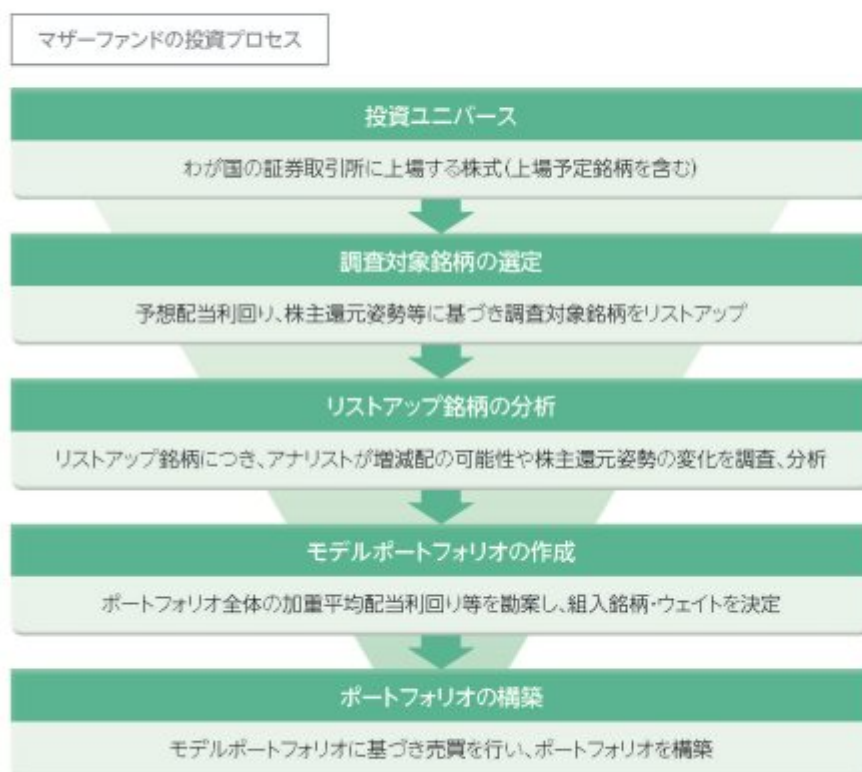 マザーファンドの投資プロセス
投資ユニバース
わが国の証券取引所に上場する株式(上場予定銘柄を含む)
調査対象銘柄の選定
予想配当利回り、株主還元姿勢等に基づき調査対象銘柄をリストアップ
リストアップ銘柄の分析
リストアップ銘柄につき、アナリストが増減配の可能性や株主還元姿勢の変化を調査、分析
モデルポートフォリオの作成
ポートフォリオ全体の加重平均配当利回り等を勘案し、組入銘柄・ウェイトを決定
ポートフォリオの構築
モデルポートフォリオに基づき売買を行い、ポートフォリオを構築